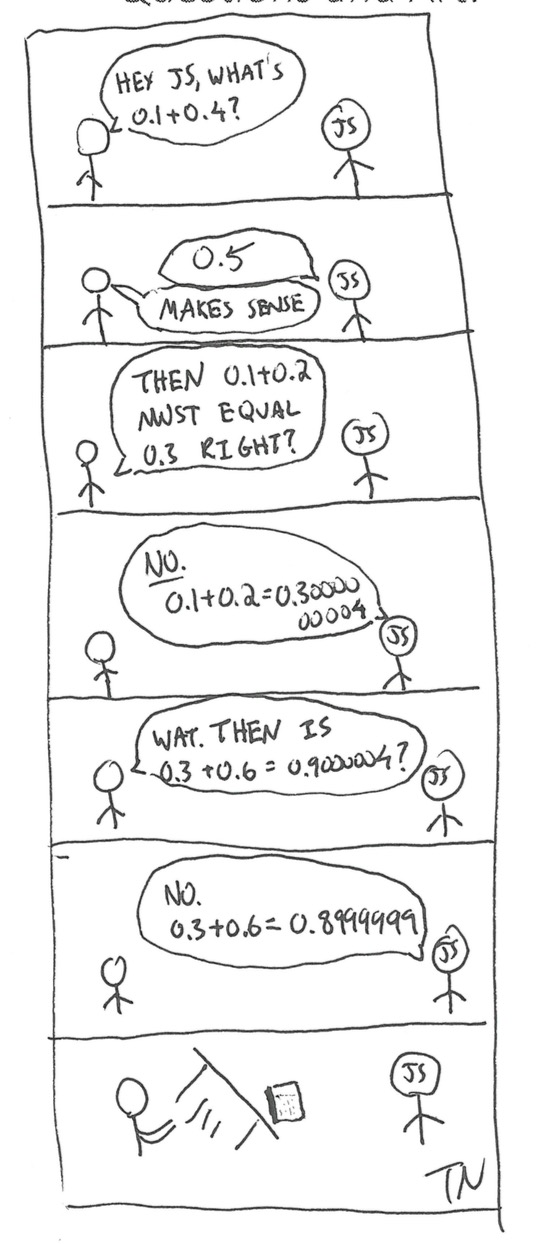 HEY JS, WHAT'S
0.1+0.4?
JS
0.5
MAKES SENSE
JS
THEN 0.1+0.2
MUST EQUAL
0.3 RIGHT?
JS
NO.
0.1+0.2=0.30000
00004
JS
WAT. THEN IS
0.3+0.6=0.9000004?
JS
NO.
0.3+0.6=0.8999999
JS
JS
TN